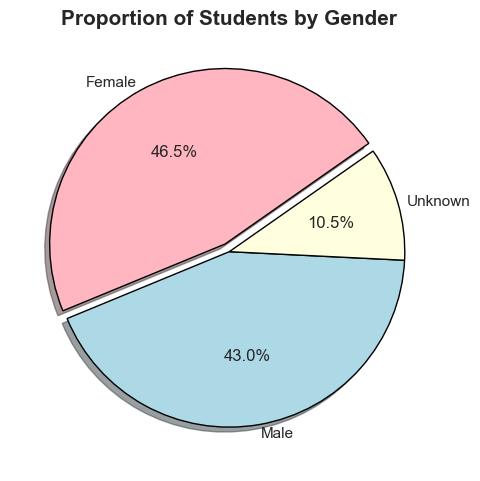 Proportion of Students by Gender
Female
46.5%
Unknown
10.5%
43.0%
Male